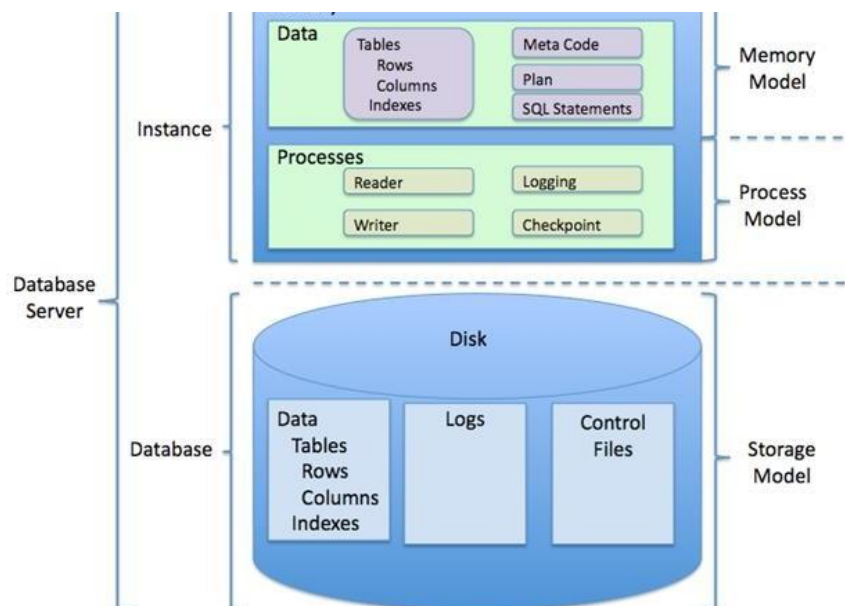 Data
Tables
Rows
Columns
Indexes
Meta Code
Plan
SQL Statements
Memory
Model
Instance
Processes
Reader
Logging
Writer
Checkpoint
Process
Model
Database
Server
Disk
Data
Tables
Rows
Columns
Indexes
Logs
Control
Files
Database
Storage
Model